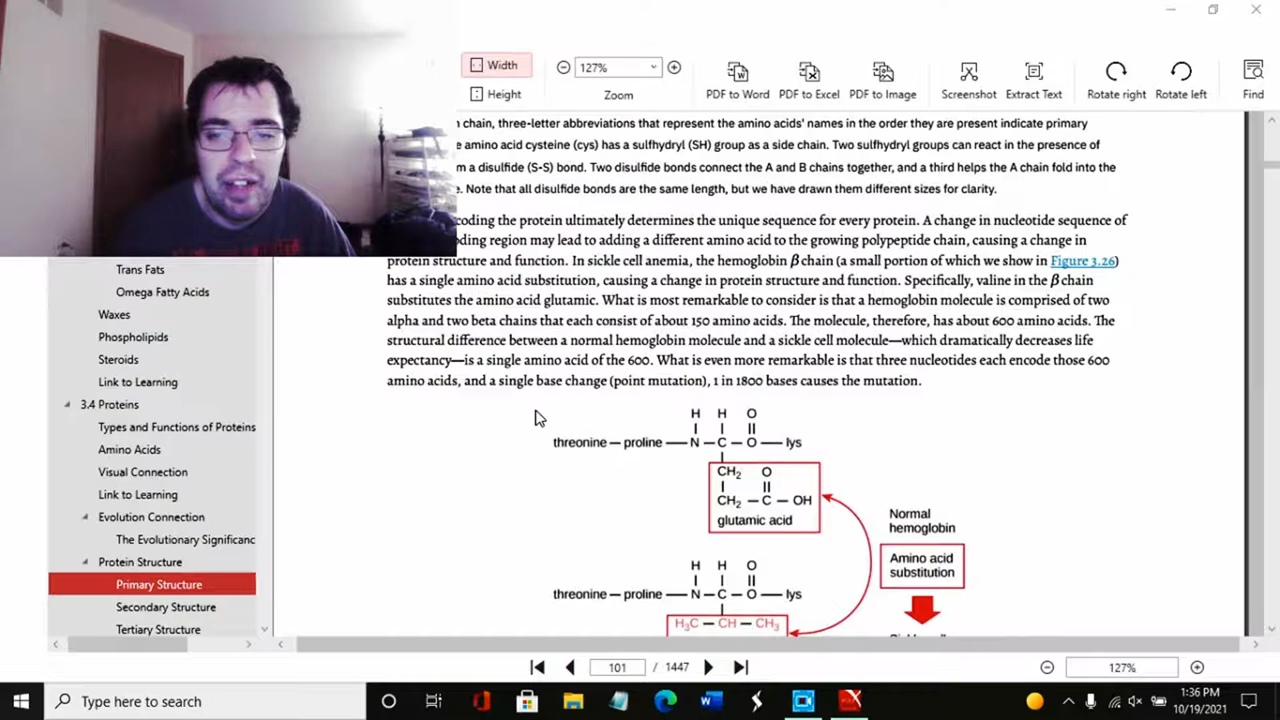 Width
Height
127%
Zoom
PDF to Word
PDF to Excel
PDF to Image
Screenshot
Extract Text
Rotate right
Rotate left
Find
chain, three-letter abbreviations that represent the amino acids' names in the order they are present indicate primary
e amino acid cysteine (cys) has a sulfhydryl (SH) group as a side chain. Two sulfhydryl groups can react in the presence of
m a disulfide (S-S) bond. Two disulfide bonds connect the A and B chains together, and a third helps the A chain fold into the
e. Note that all disulfide bonds are the same length, but we have drawn them different sizes for clarity.
coding the protein ultimately determines the unique sequence for every protein. A change in nucleotide sequence of
oding region may lead to adding a different amino acid to the growing polypeptide chain, causing a change in
protein structure and function. In sickle cell anemia, the hemoglobin β chain (a small portion of which we show in Figure 3.26)
has a single amino acid substitution, causing a change in protein structure and function. Specifically, valine in the β chain
substitutes the amino acid glutamic. What is most remarkable to consider is that a hemoglobin molecule is comprised of two
alpha and two beta chains that each consist of about 150 amino acids. The molecule, therefore, has about 600 amino acids. The
structural difference between a normal hemoglobin molecule and a sickle cell molecule—which dramatically decreases life
expectancy—is a single amino acid of the 600. What is even more remarkable is that three nucleotides each encode those 600
amino acids, and a single base change (point mutation), 1 in 1800 bases causes the mutation.
Trans Fats
Omega Fatty Acids
Waxes
Phospholipids
Steroids
Link to Learning
3.4 Proteins
Types and Functions of Proteins
Amino Acids
Visual Connection
Link to Learning
Evolution Connection
The Evolutionary Significanc
Protein Structure
Primary Structure
Secondary Structure
Tertiary Structure
H H O
threonine — proline — N — C — O — lys
CH2 O
CH2 — C — OH
glutamic acid
Normal
hemoglobin
Amino acid
substitution
H H O
threonine — proline — N — C — O — lys
H3C — CH — CH3
101 / 1447
127%
Type here to search
1:36 PM
10/19/2021